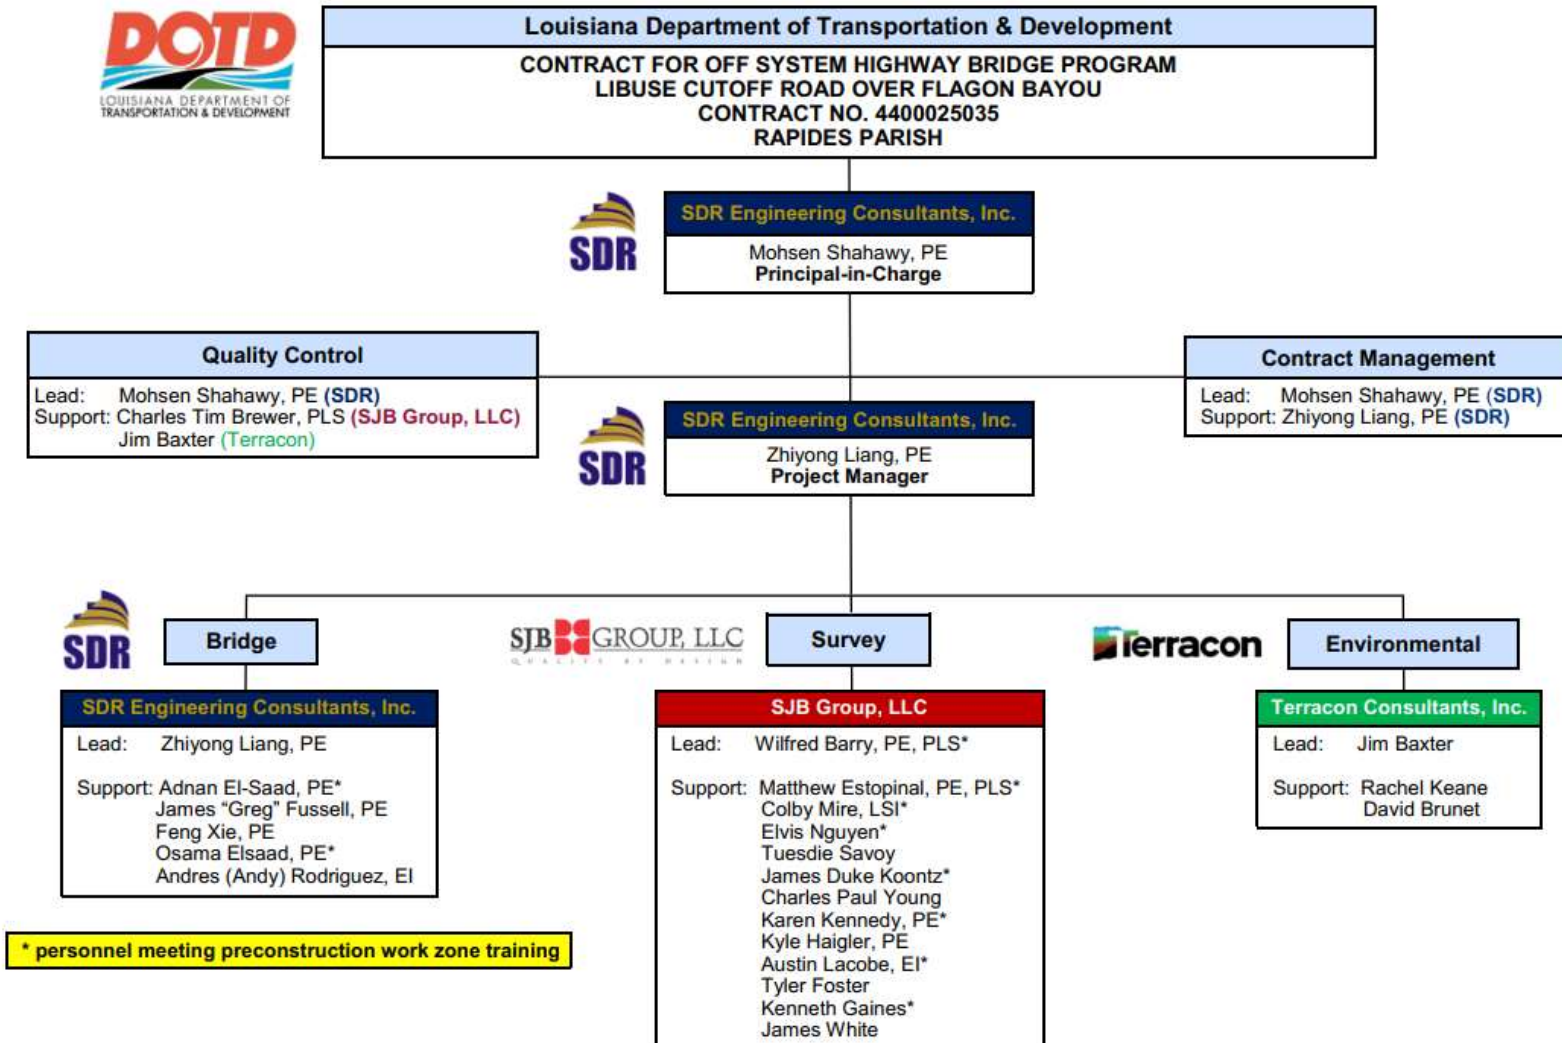 DOTD
LOUISIANA DEPARTMENT OF
TRANSPORTATION & DEVELOPMENT
Louisiana Department of Transportation & Development
CONTRACT FOR OFF SYSTEM HIGHWAY BRIDGE PROGRAM
LIBUSE CUTOFF ROAD OVER FLAGON BAYOU
CONTRACT NO. 4400025035
RAPIDES PARISH
SDR
SDR Engineering Consultants, Inc.
Mohsen Shahawy, PE
Principal-in-Charge
Quality Control
Lead: Mohsen Shahawy, PE (SDR)
Support: Charles Tim Brewer, PLS (SJB Group, LLC)
Jim Baxter (Terracon)
Contract Management
Lead: Mohsen Shahawy, PE (SDR)
Support: Zhiyong Liang, PE (SDR)
SDR
SDR Engineering Consultants, Inc.
Zhiyong Liang, PE
Project Manager
SDR
Bridge
SDR Engineering Consultants, Inc.
Lead: Zhiyong Liang, PE
Support: Adnan El-Saad, PE*
James “Greg” Fussell, PE
Feng Xie, PE
Osama Elsaad, PE*
Andres (Andy) Rodriguez, EI
* personnel meeting preconstruction work zone training
SJB GROUP, LLC
QUALITY BY DESIGN
Survey
SJB Group, LLC
Lead: Wilfred Barry, PE, PLS*
Support: Matthew Estopinal, PE, PLS*
Colby Mire, LSI*
Elvis Nguyen*
Tuesdie Savoy
James Duke Koontz*
Charles Paul Young
Karen Kennedy, PE*
Kyle Haigler, PE
Austin Lacobe, EI*
Tyler Foster
Kenneth Gaines*
James White
Terracon
Environmental
Terracon Consultants, Inc.
Lead: Jim Baxter
Support: Rachel Keane
David Brunet